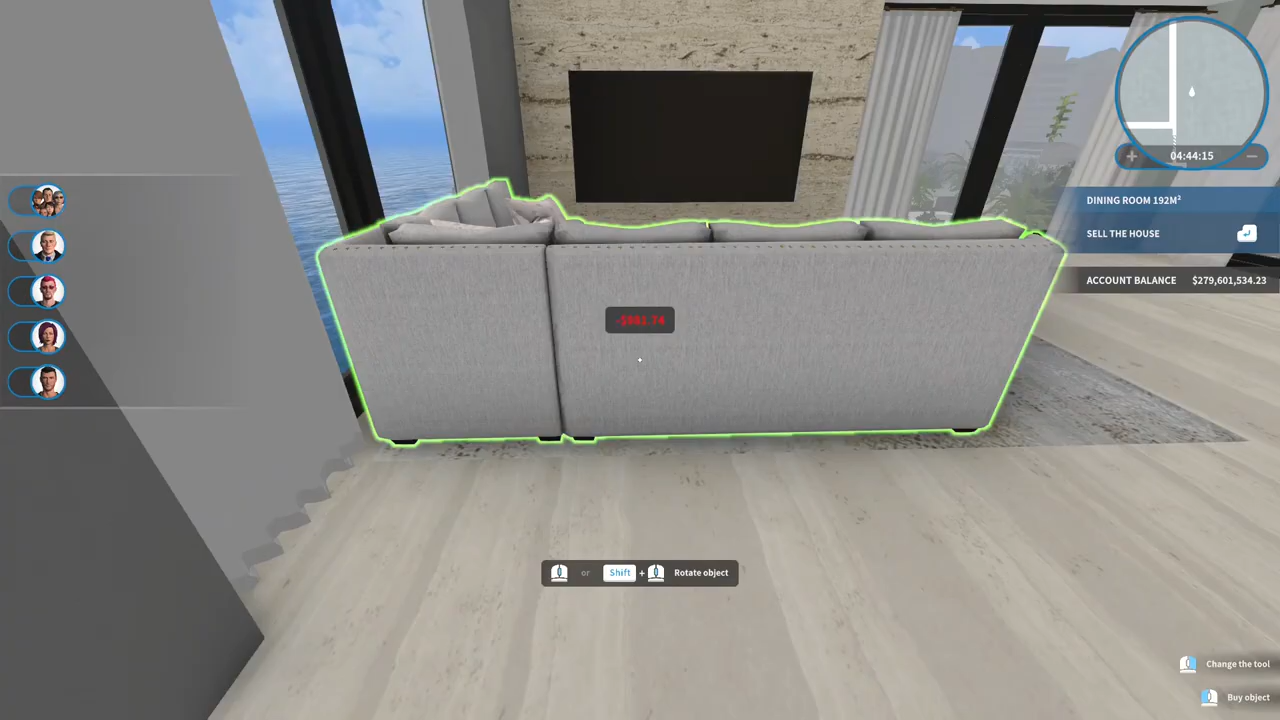 04:44:15
DINING ROOM 192M²
SELL THE HOUSE
ACCOUNT BALANCE $279,601,534.23
or Shift + Rotate object
Change the tool
Buy object